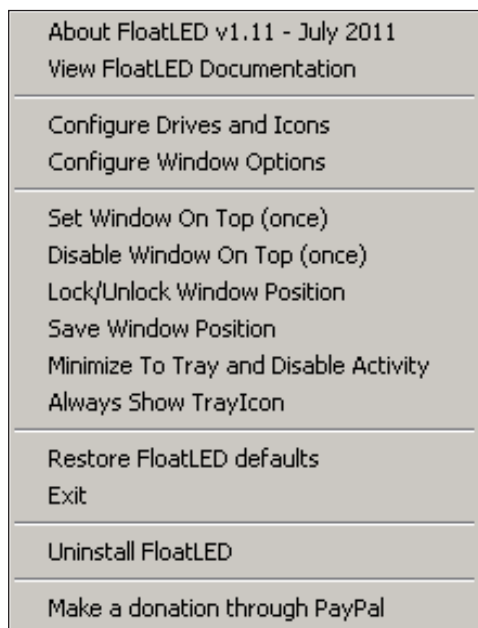 About FloatLED v1.11 - July 2011
View FloatLED Documentation
Configure Drives and Icons
Configure Window Options
Set Window On Top (once)
Disable Window On Top (once)
Lock/Unlock Window Position
Save Window Position
Minimize To Tray and Disable Activity
Always Show TrayIcon
Restore FloatLED defaults
Exit
Uninstall FloatLED
Make a donation through PayPal